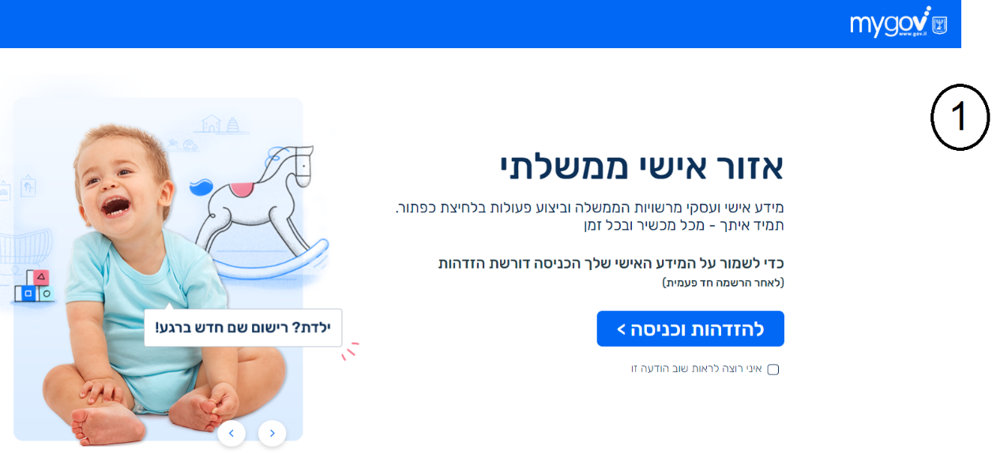 mygov
www.gov.il
1
אזור אישי ממשלתי
מידע אישי ועסקי מרשויות הממשלה וביצוע פעולות בלחיצת כפתור.
תמיד איתך - מכל מכשיר ובכל זמן
כדי לשמור על המידע האישי שלך הכניסה דורשת הזדהות
(לאחר הרשמה חד פעמית)
להזדהות וכניסה >
איני רוצה לראות שוב הודעה זו
ילדת? רישום שם חדש ברגע!